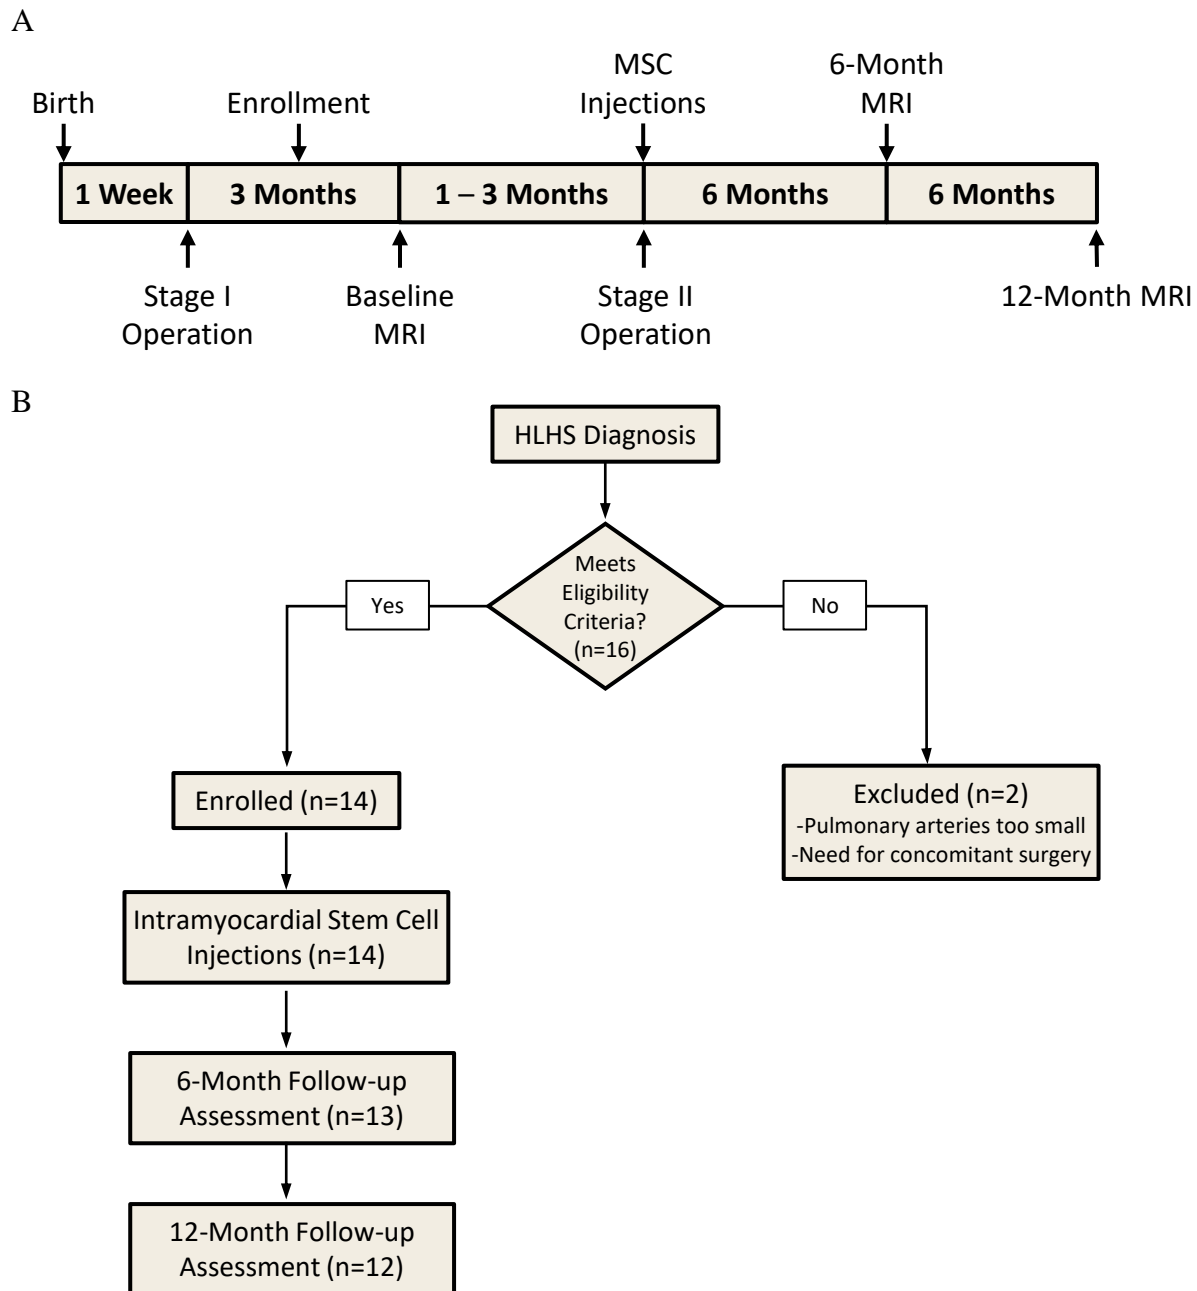 A
Birth
Enrollment
MSC
Injections
6-Month
MRI
1 Week
3 Months
1 – 3 Months
6 Months
6 Months
Stage I
Operation
Baseline
MRI
Stage II
Operation
12-Month MRI
B
HLHS Diagnosis
Meets
Eligibility
Criteria?
(n=16)
Yes
No
Enrolled (n=14)
Excluded (n=2)
-Pulmonary arteries too small
-Need for concomitant surgery
Intramyocardial Stem Cell
Injections (n=14)
6-Month Follow-up
Assessment (n=13)
12-Month Follow-up
Assessment (n=12)